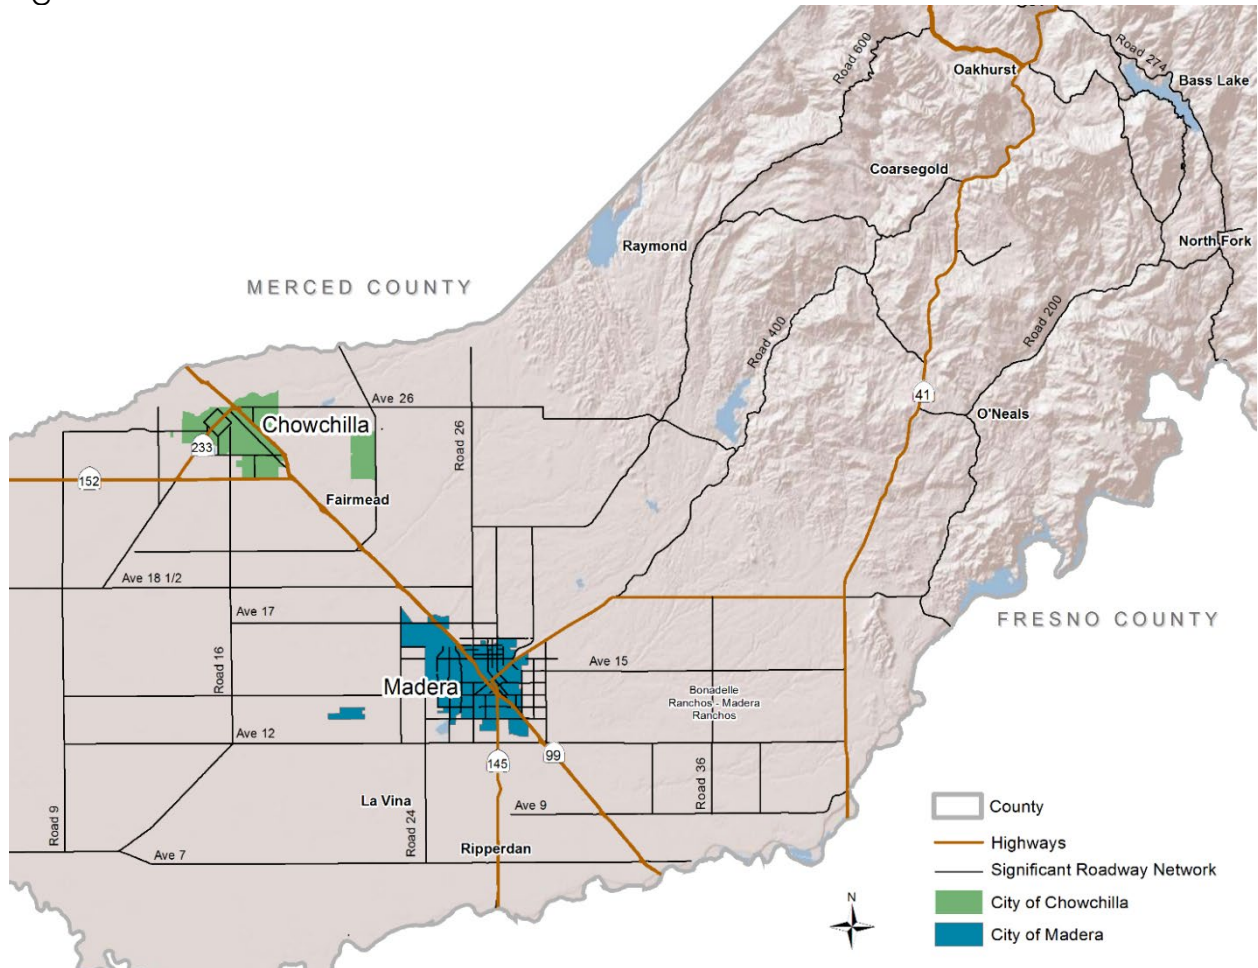 Road 600
Road 274
Oakhurst
Bass Lake
Coarsegold
Raymond
North Fork
MERCED COUNTY
Road 400
Road 200
41
O'Neals
Ave 26
Chowchilla
Road 26
233
152
Fairmead
Ave 18 1/2
Ave 17
FRESNO COUNTY
Road 16
Ave 15
Madera
Bonadelle
Ranchos - Madera
Ranchos
Ave 12
145
99
Road 36
La Vina
Ave 9
Road 9
Road 24
Ripperdan
Ave 7
County
Highways
Significant Roadway Network
City of Chowchilla
City of Madera
N